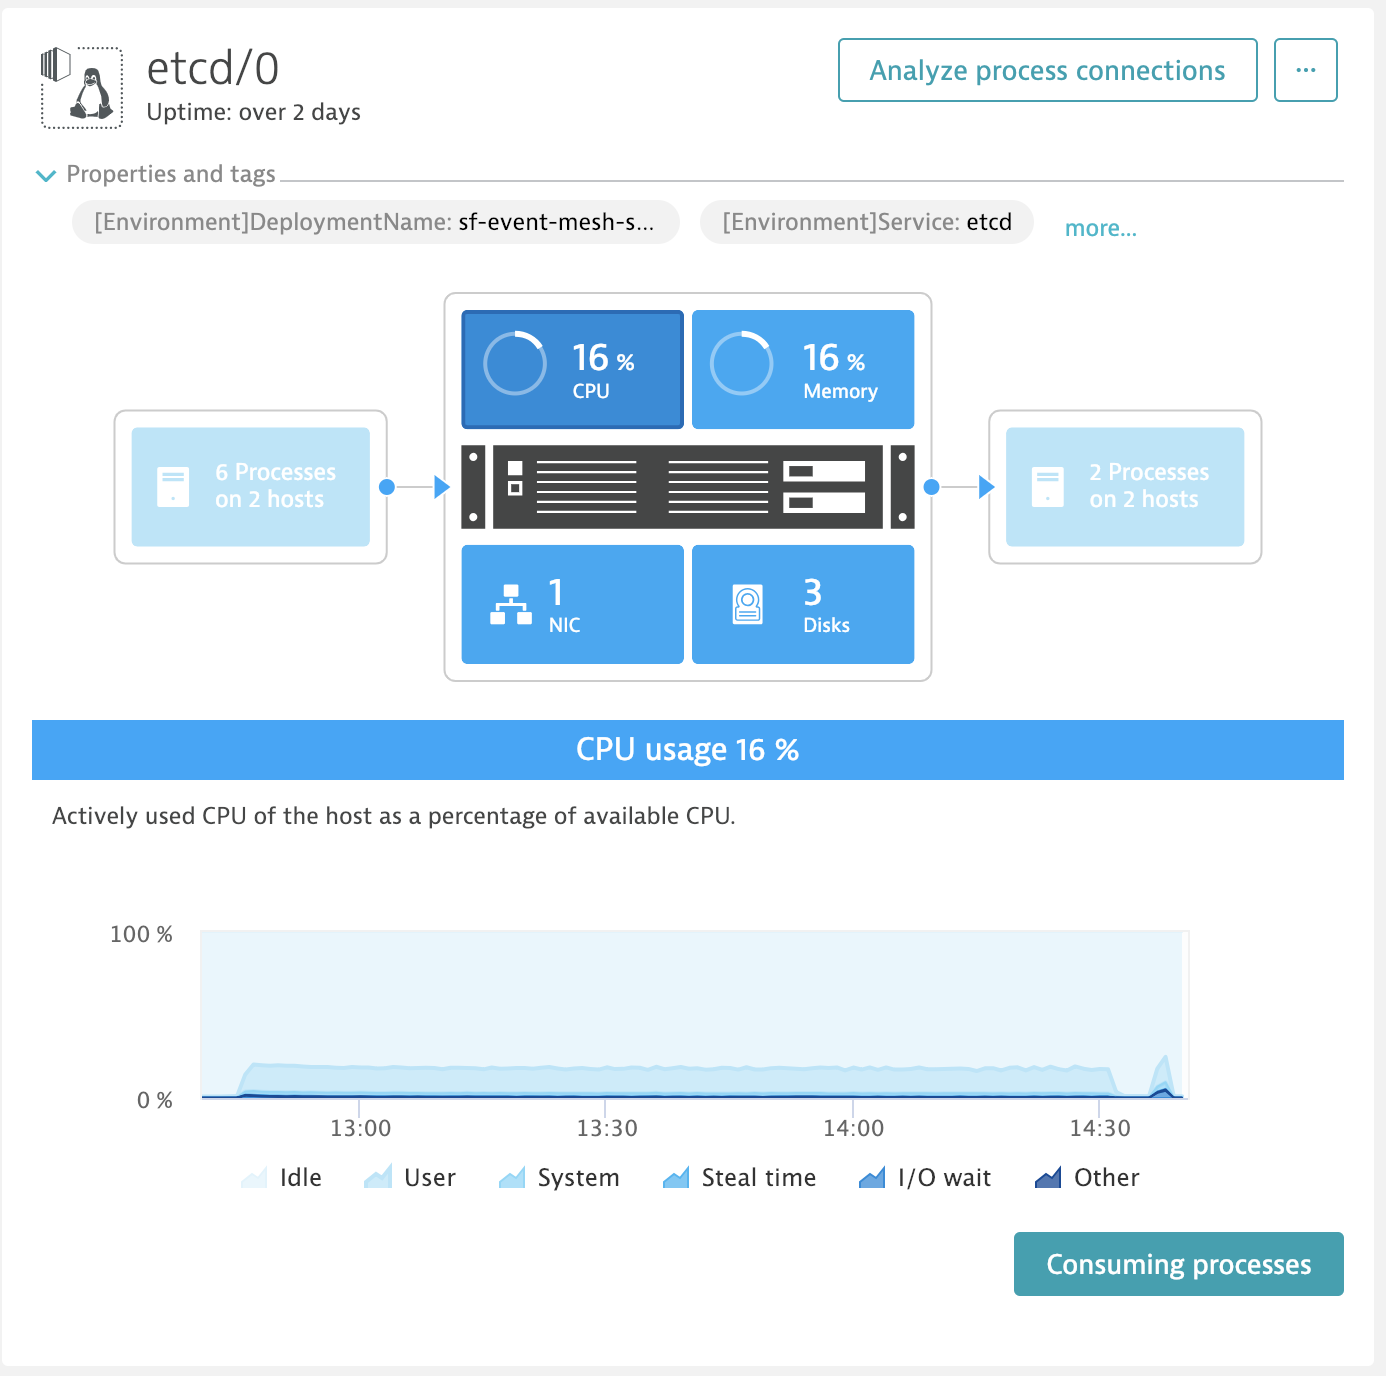 etcd/0
Uptime: over 2 days
Analyze process connections
...
Properties and tags
[Environment]DeploymentName: sf-event-mesh-s...
[Environment]Service: etcd
more...
16 %
CPU
16 %
Memory
6 Processes
on 2 hosts
2 Processes
on 2 hosts
1
NIC
3
Disks
CPU usage 16 %
Actively used CPU of the host as a percentage of available CPU.
100 %
0 %
13:00
13:30
14:00
14:30
Idle
User
System
Steal time
I/O wait
Other
Consuming processes